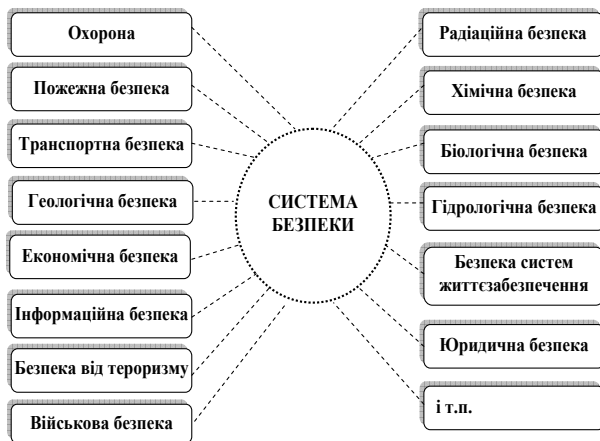 Охорона
Пожежна безпека
Транспортна безпека
Геологічна безпека
Економічна безпека
Інформаційна безпека
Безпека від тероризму
Військова безпека
СИСТЕМА
БЕЗПЕКИ
Радіаційна безпека
Хімічна безпека
Біологічна безпека
Гідрологічна безпека
Безпека систем
життєзабезпечення
Юридична безпека
і т.п.